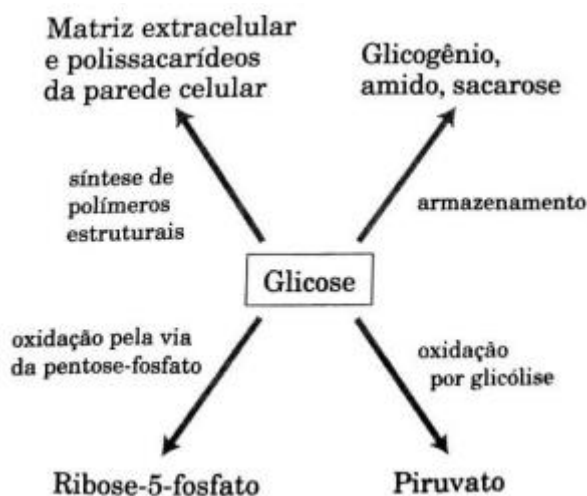 Matriz extracelular
e polissacarídeos
da parede celular
Glicogênio,
amido, sacarose
síntese de
polímeros
estruturais
armazenamento
Glicose
oxidação pela via
da pentose-fosfato
oxidação
por glicólise
Ribose-5-fosfato
Piruvato